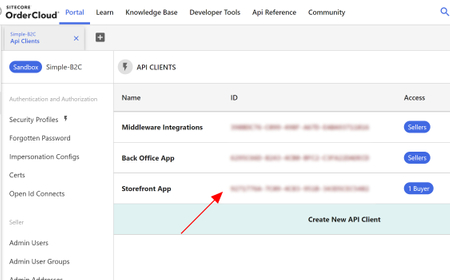 SITECORE
OrderCloud
Portal
Learn
Knowledge Base
Developer Tools
Api Reference
Community
Simple-B2C
Api Clients
Sandbox
Simple-B2C
API CLIENTS
Authentication and Authorization
Security Profiles
Forgotten Password
Impersonation Configs
Certs
Open Id Connects
Seller
Admin Users
Admin User Groups
Admin Addresses
Name
ID
Access
Middleware Integrations
Sellers
Back Office App
Sellers
Storefront App
1 Buyer
Create New API Client